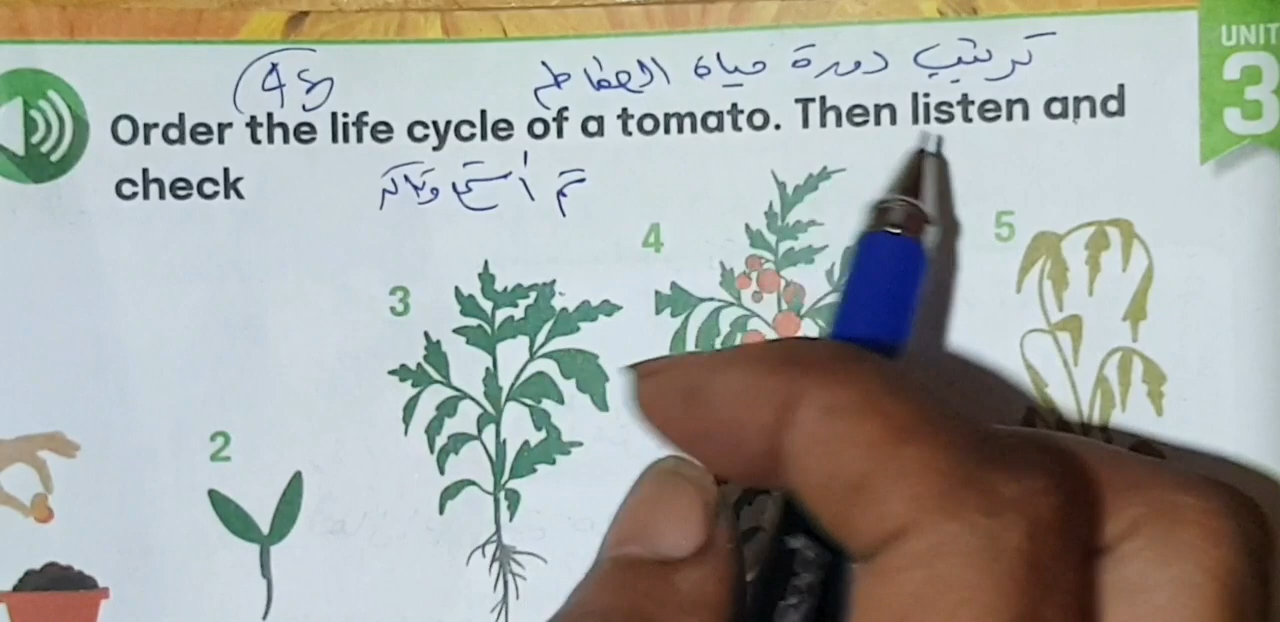 UNIT
3
ترتيب دورة حياة الطماطم
Order the life cycle of a tomato. Then listen and
check
ثم أستمع وتأكد
4
5
3
2